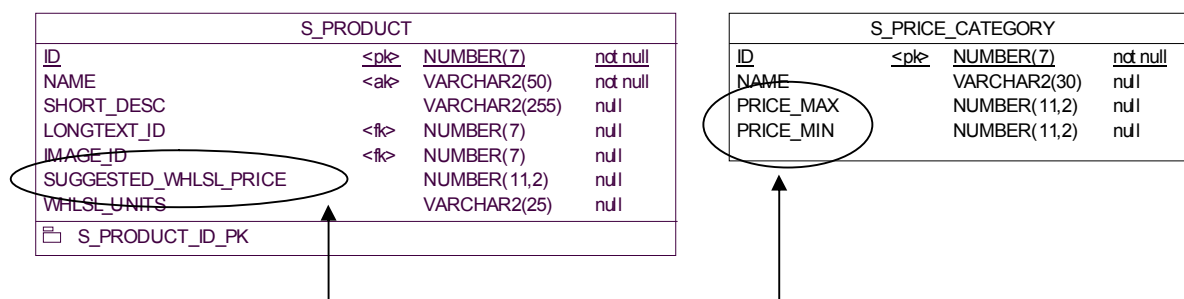 S_PRODUCT
ID <pk> NUMBER(7) not null
NAME <ak> VARCHAR2(50) not null
SHORT_DESC VARCHAR2(255) null
LONGTEXT_ID <fk> NUMBER(7) null
IMAGE_ID <fk> NUMBER(7) null
SUGGESTED_WHLSL_PRICE NUMBER(11,2) null
WHLSL_UNITS VARCHAR2(25) null
S_PRODUCT_ID_PK
S_PRICE_CATEGORY
ID <pk> NUMBER(7) not null
NAME VARCHAR2(30) null
PRICE_MAX NUMBER(11,2) null
PRICE_MIN NUMBER(11,2) null